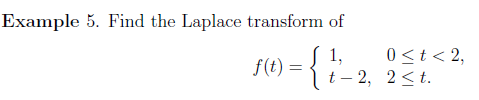 Example 5. Find the Laplace transform of
f(t) = { 1, 0 ≤ t < 2,
t − 2, 2 ≤ t.